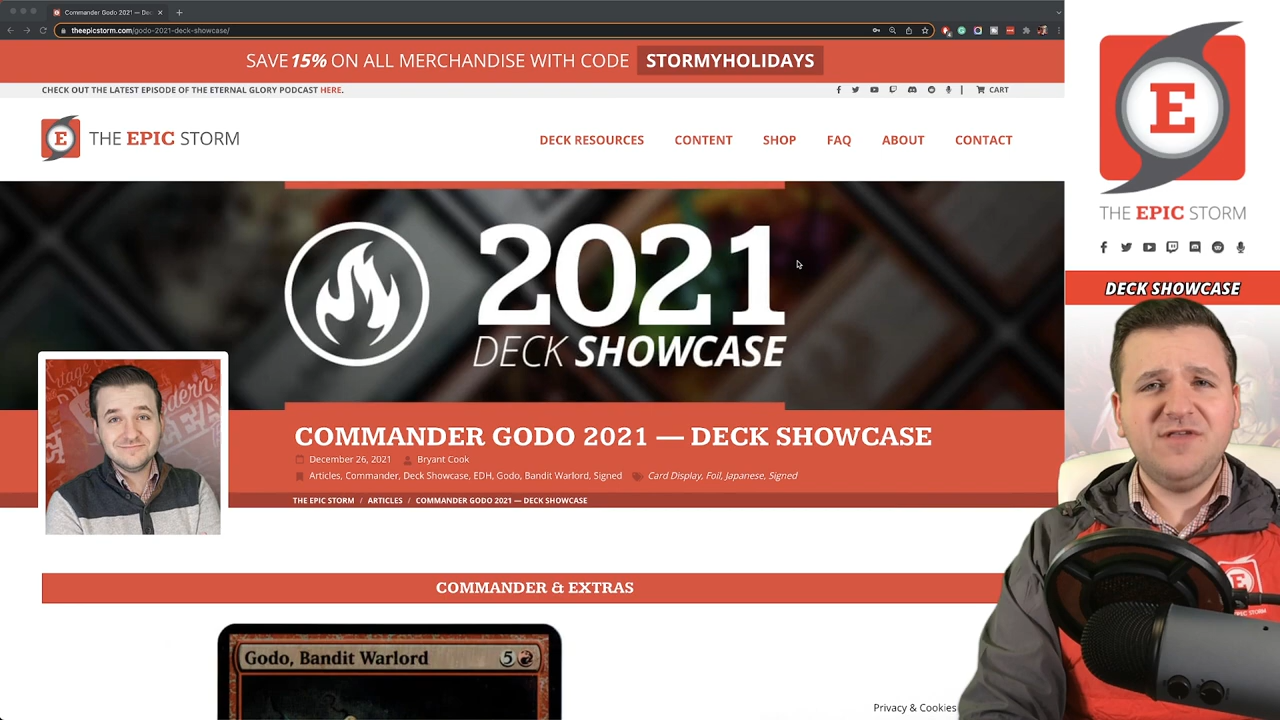 Commander Godo 2021 — De
theepicstorm.com/godo-2021-deck-showcase/
SAVE 15% ON ALL MERCHANDISE WITH CODE STORMYHOLIDAYS
CHECK OUT THE LATEST EPISODE OF THE ETERNAL GLORY PODCAST HERE.
CART
E THE EPIC STORM
DECK RESOURCES CONTENT SHOP FAQ ABOUT CONTACT
2021
DECK SHOWCASE
COMMANDER GODO 2021 — DECK SHOWCASE
December 26, 2021 Bryant Cook
Articles, Commander, Deck Showcase, EDH, Godo, Bandit Warlord, Signed Card Display, Foil, Japanese, Signed
THE EPIC STORM / ARTICLES / COMMANDER GODO 2021 — DECK SHOWCASE
COMMANDER & EXTRAS
Godo, Bandit Warlord 5
Privacy & Cookies
E
THE EPIC STORM
DECK SHOWCASE
E